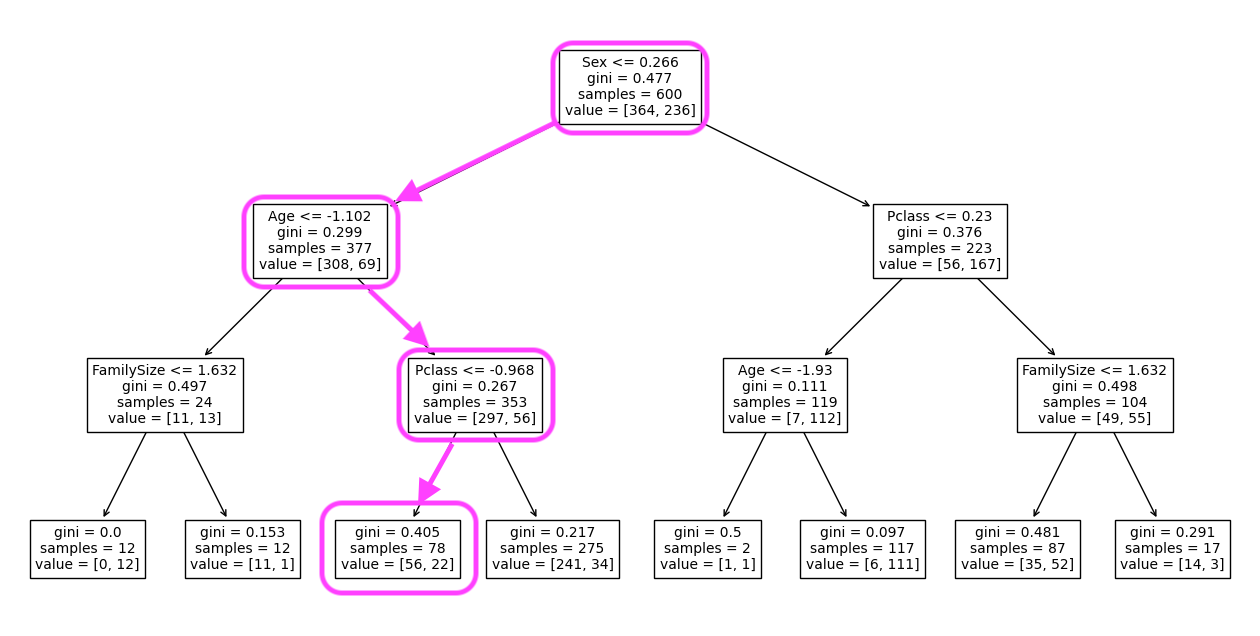 Sex <= 0.266
gini = 0.477
samples = 600
value = [364, 236]
Age <= -1.102
gini = 0.299
samples = 377
value = [308, 69]
Pclass <= 0.23
gini = 0.376
samples = 223
value = [56, 167]
FamilySize <= 1.632
gini = 0.497
samples = 24
value = [11, 13]
Pclass <= -0.968
gini = 0.267
samples = 353
value = [297, 56]
Age <= -1.93
gini = 0.111
samples = 119
value = [7, 112]
FamilySize <= 1.632
gini = 0.498
samples = 104
value = [49, 55]
gini = 0.0
samples = 12
value = [0, 12]
gini = 0.153
samples = 12
value = [11, 1]
gini = 0.405
samples = 78
value = [56, 22]
gini = 0.217
samples = 275
value = [241, 34]
gini = 0.5
samples = 2
value = [1, 1]
gini = 0.097
samples = 117
value = [6, 111]
gini = 0.481
samples = 87
value = [35, 52]
gini = 0.291
samples = 17
value = [14, 3]